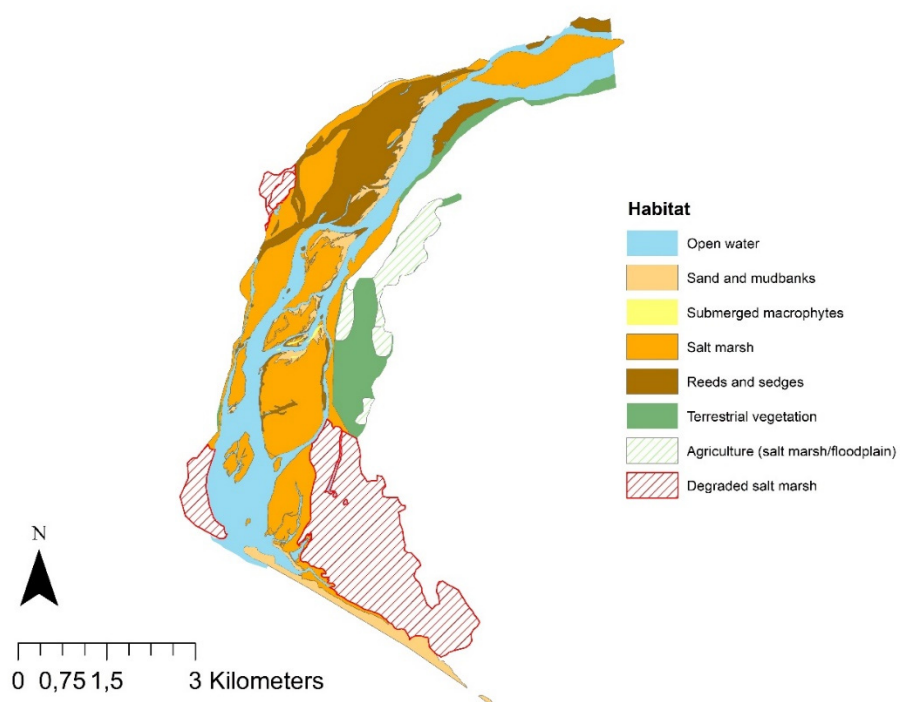 Habitat
Open water
Sand and mudbanks
Submerged macrophytes
Salt marsh
Reeds and sedges
Terrestrial vegetation
Agriculture (salt marsh/floodplain)
Degraded salt marsh
N
0 0,75 1,5 3 Kilometers